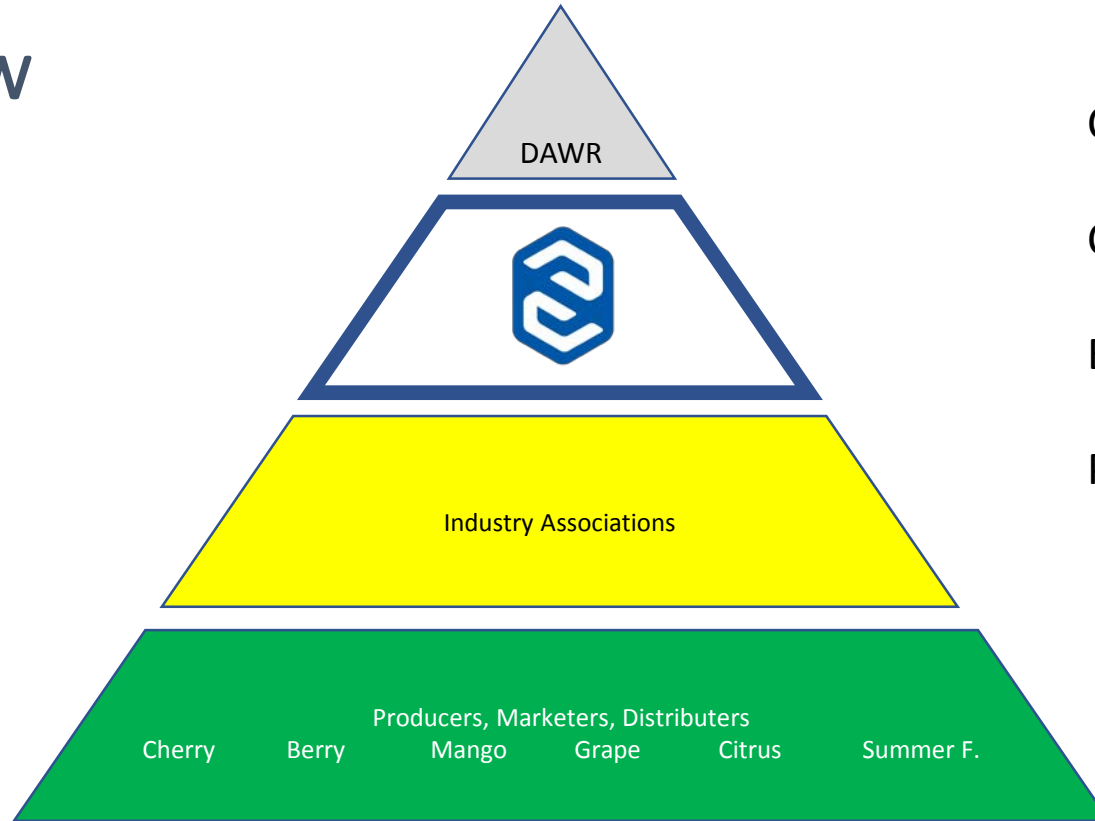 DAWR
Industry Associations
Producers, Marketers, Distributers
Cherry Berry Mango Grape Citrus Summer F.